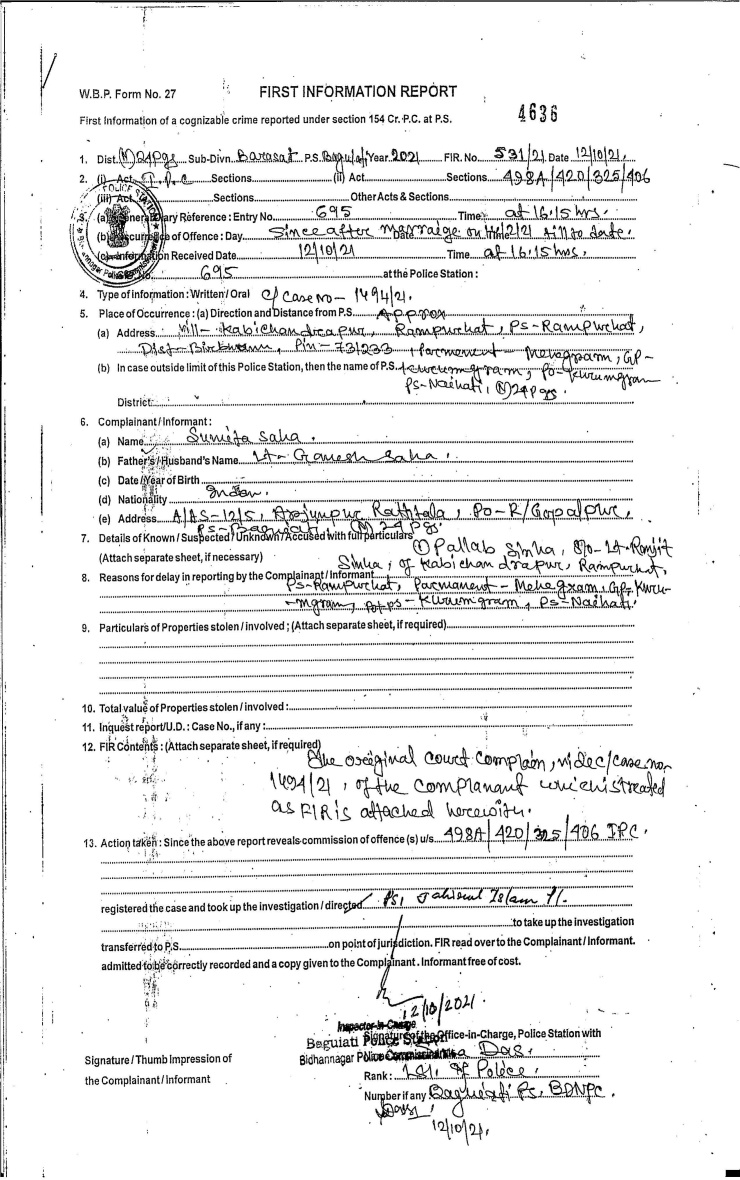 W.B.P. Form No. 27
FIRST INFORMATION REPORT
4636
First Information of a cognizable crime reported under section 154 Cr.P.C. at P.S.
1. Dist. (N) 24 Pgs Sub-Divn. Barasat P.S. Baguiati Year 2021 FIR. No. 531/21 Date 12/10/21.
2. (i) Act I.P.C Sections (ii) Act Sections 498A/420/325/406
(iii) Act Sections Other Acts & Sections
3. (a) General Diary Reference : Entry No. 695 Time at 16.15 hrs.
(b) Occurrence of Offence : Day Since after marraige on 2/21 till to date.
(c) Information Received Date 12/10/21 Time at 16.15 hrs.
No. 695 at the Police Station :
4. Type of information : Written / Oral C/ Case no - 1494/21.
5. Place of Occurrence : (a) Direction and Distance from P.S. Approx
(a) Address Vill- Kabichandrapur, Rampurhat, PS-Rampurhat,
Dist- Birbhum, Pin - 731233, Parmenent - Mehegram, GP-
(b) In case outside limit of this Police Station, then the name of P.S. Kurumgram, Po- Kurumgram
PS-Naihati, (N) 24 Pgs.
District:
6. Complainant / Informant :
(a) Name Sumita Saha.
(b) Father's / Husband's Name Lt- Ganesh Saha.
(c) Date / Year of Birth
(d) Nationality Indan.
(e) Address A/AS-12/5, Arjunpur Rathtala, Po-R/Gopalpur,
PS-Baguiati (N) 24 Pgs.
7. Details of Known / Suspected / Unknown / Accused with full particulars ① Pallab Sinha, S/o- Lt- Ronjit
(Attach separate sheet, if necessary) Sinha, of Kabichandrapur, Rampurhat,
8. Reasons for delay in reporting by the Complainant / Informant PS-Rampurhat, Parmanent - Mehegram, GP- Kuru-
-mgram, Kurumgram, PS-Naihati.
9. Particulars of Properties stolen / involved ; (Attach separate sheet, if required)
10. Total value of Properties stolen / involved :
11. Inquest report/U.D. : Case No., if any :
12. FIR Contents : (Attach separate sheet, if required)
The original court complain, vide c/case no
1494/21, of the complanant which is treated
as FIR is attached herewith.
13. Action taken : Since the above report reveals commission of offence (s) u/s 498A/420/325/406 IPC.
registered the case and took up the investigation / directed Islam
to take up the investigation
transferred to P.S. on point of jurisdiction. FIR read over to the Complainant / Informant.
admitted to be correctly recorded and a copy given to the Complainant. Informant free of cost.
12/10/2021.
Inspector-in-Charge
Signature of the Office-in-Charge, Police Station with
Baguiati Police Station
Bidhannagar Police Commissionerate Das.
Signature / Thumb Impression of
the Complainant / Informant
Rank : of Police.
Number if any Baguiati Ps. BDNPC.
12/10/21.